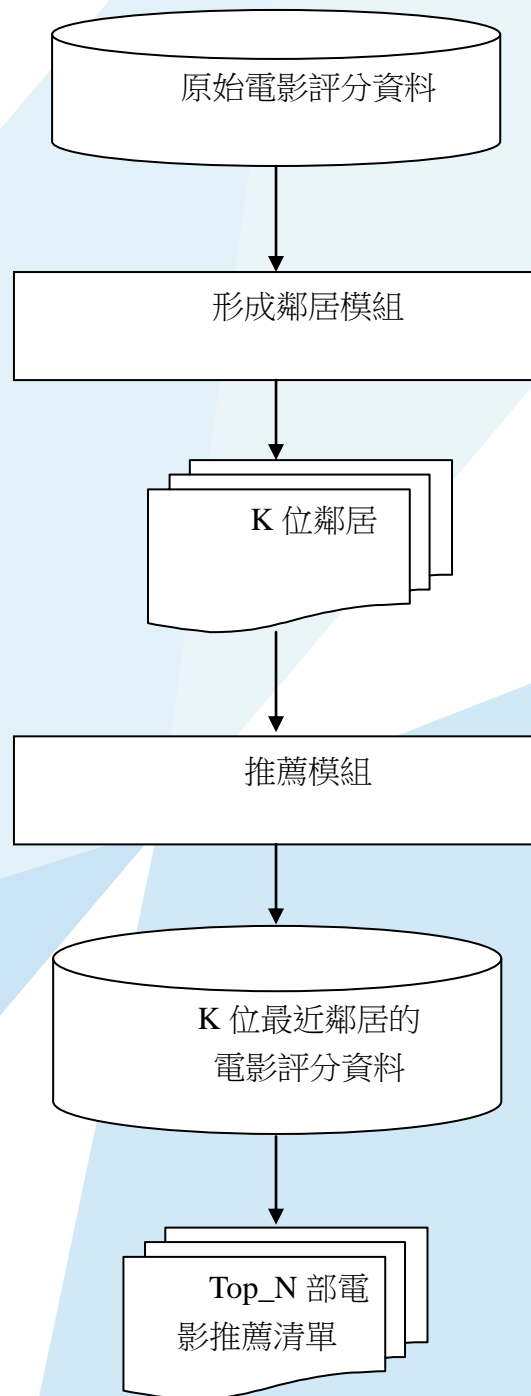 原始電影評分資料
形成鄰居模組
K 位鄰居
推薦模組
K 位最近鄰居的
電影評分資料
Top_N 部電
影推薦清單